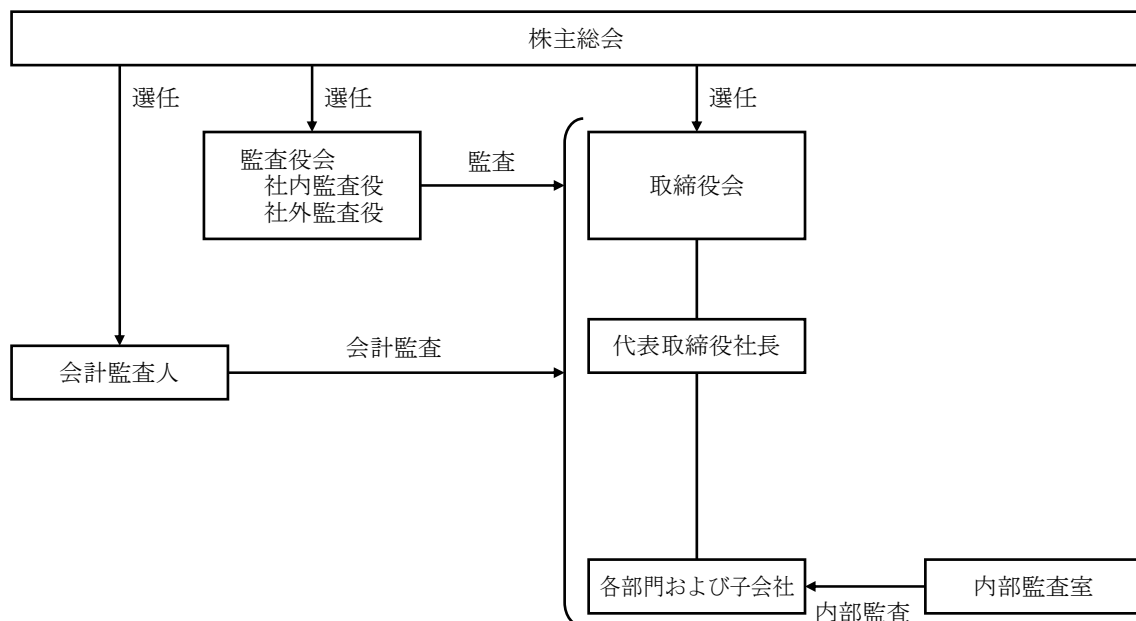 株主総会
選任
選任
選任
監査役会
社内監査役
社外監査役
監査
取締役会
会計監査人
会計監査
代表取締役社長
各部門および子会社
内部監査
内部監査室